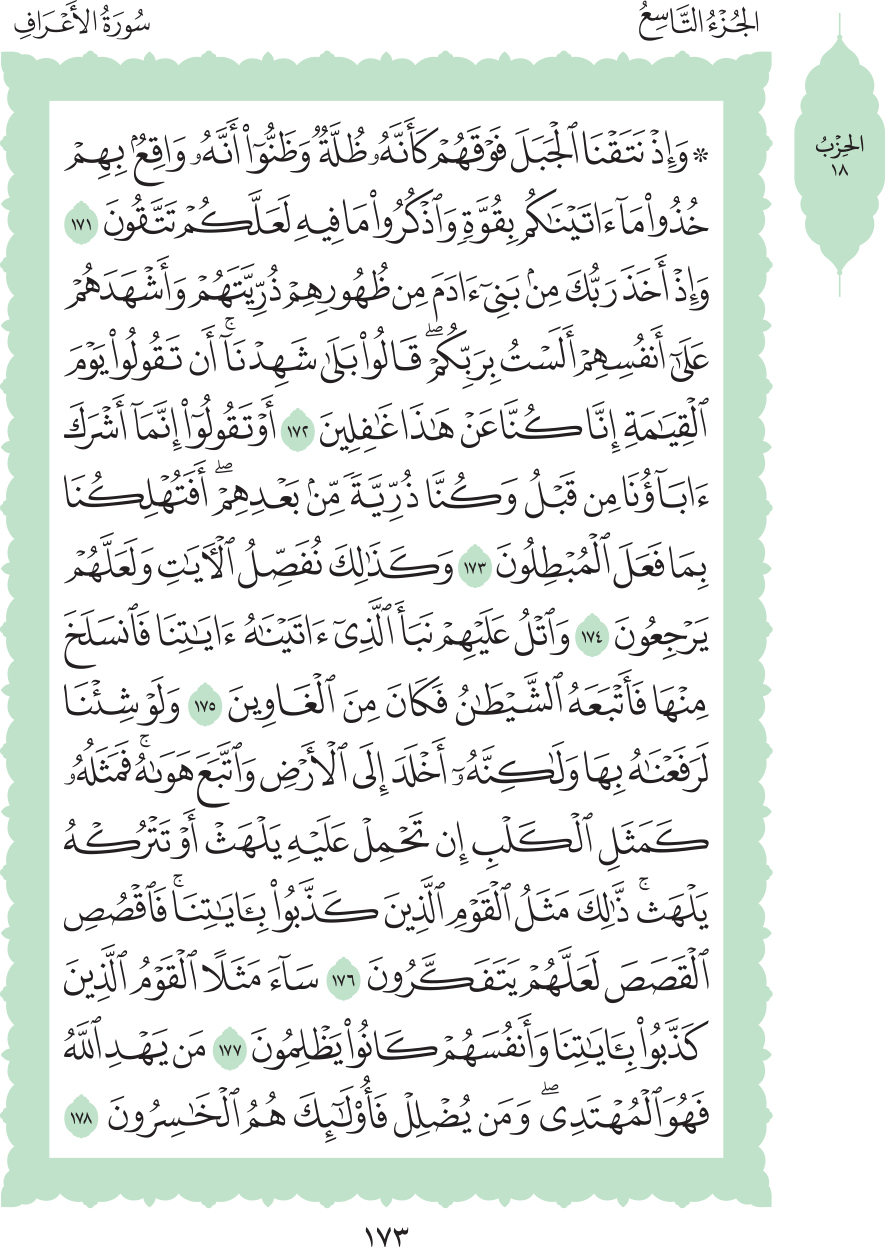 الجُزْءُ التَّاسِعُ
سُورَةُ الأَعْرَافِ
الحِزْبُ
١٨
* وَإِذْ نَتَقْنَا ٱلْجَبَلَ فَوْقَهُمْ كَأَنَّهُۥ ظُلَّةٌ وَظَنُّوٓا۟ أَنَّهُۥ وَاقِعٌۢ بِهِمْ
خُذُوا۟ مَآ ءَاتَيْنَٰكُم بِقُوَّةٍ وَٱذْكُرُوا۟ مَا فِيهِ لَعَلَّكُمْ تَتَّقُونَ ١٧١
وَإِذْ أَخَذَ رَبُّكَ مِنۢ بَنِىٓ ءَادَمَ مِن ظُهُورِهِمْ ذُرِّيَّتَهُمْ وَأَشْهَدَهُمْ
عَلَىٰٓ أَنفُسِهِمْ أَلَسْتُ بِرَبِّكُمْۖ قَالُوا۟ بَلَىٰ شَهِدْنَآۚ أَن تَقُولُوا۟ يَوْمَ
ٱلْقِيَٰمَةِ إِنَّا كُنَّا عَنْ هَٰذَا غَٰفِلِينَ ١٧٢ أَوْ تَقُولُوٓا۟ إِنَّمَآ أَشْرَكَ
ءَابَآؤُنَا مِن قَبْلُ وَكُنَّا ذُرِّيَّةً مِّنۢ بَعْدِهِمْۖ أَفَتُهْلِكُنَا
بِمَا فَعَلَ ٱلْمُبْطِلُونَ ١٧٣ وَكَذَٰلِكَ نُفَصِّلُ ٱلْءَايَٰتِ وَلَعَلَّهُمْ
يَرْجِعُونَ ١٧٤ وَٱتْلُ عَلَيْهِمْ نَبَأَ ٱلَّذِىٓ ءَاتَيْنَٰهُ ءَايَٰتِنَا فَٱنسَلَخَ
مِنْهَا فَأَتْبَعَهُ ٱلشَّيْطَٰنُ فَكَانَ مِنَ ٱلْغَاوِينَ ١٧٥ وَلَوْ شِئْنَا
لَرَفَعْنَٰهُ بِهَا وَلَٰكِنَّهُۥٓ أَخْلَدَ إِلَى ٱلْأَرْضِ وَٱتَّبَعَ هَوَىٰهُۚ فَمَثَلُهُۥ
كَمَثَلِ ٱلْكَلْبِ إِن تَحْمِلْ عَلَيْهِ يَلْهَثْ أَوْ تَتْرُكْهُ
يَلْهَثۚ ذَّٰلِكَ مَثَلُ ٱلْقَوْمِ ٱلَّذِينَ كَذَّبُوا۟ بِـَٔايَٰتِنَاۚ فَٱقْصُصِ
ٱلْقَصَصَ لَعَلَّهُمْ يَتَفَكَّرُونَ ١٧٦ سَآءَ مَثَلًا ٱلْقَوْمُ ٱلَّذِينَ
كَذَّبُوا۟ بِـَٔايَٰتِنَا وَأَنفُسَهُمْ كَانُوا۟ يَظْلِمُونَ ١٧٧ مَن يَهْدِ ٱللَّهُ
فَهُوَ ٱلْمُهْتَدِىۖ وَمَن يُضْلِلْ فَأُو۟لَٰٓئِكَ هُمُ ٱلْخَٰسِرُونَ ١٧٨
١٧٣